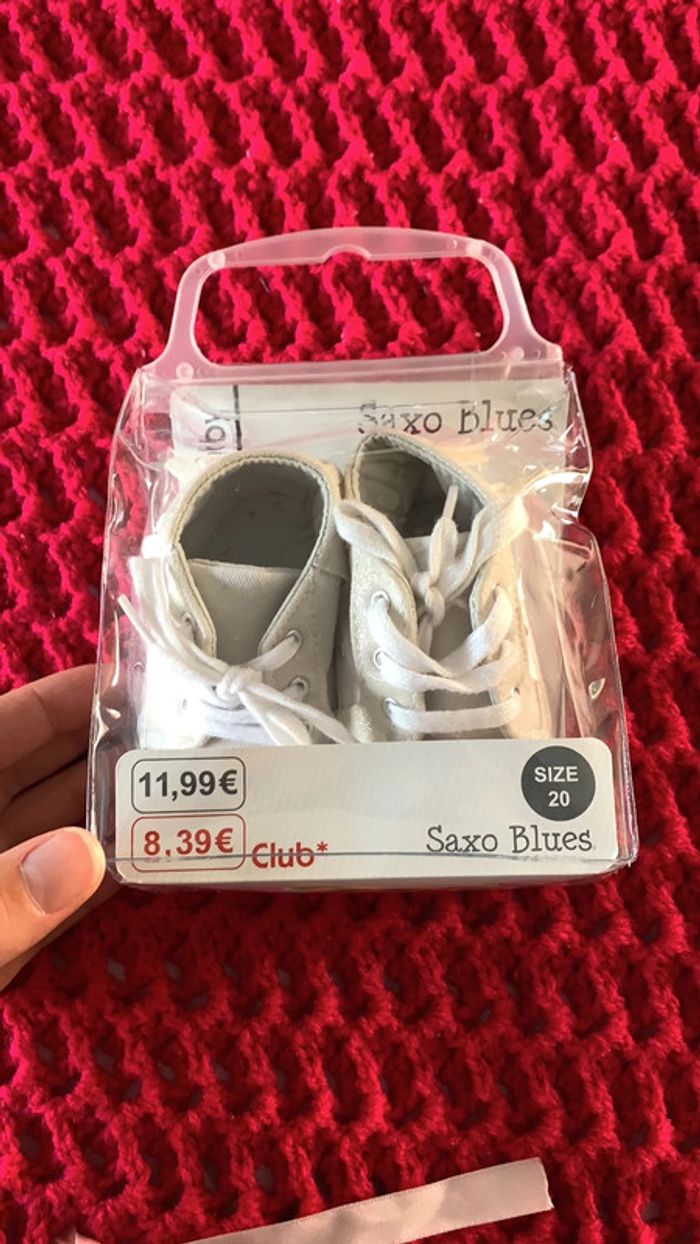 Saxo Blues
11,99€
SIZE
20
8,39€ Club*
Saxo Blues